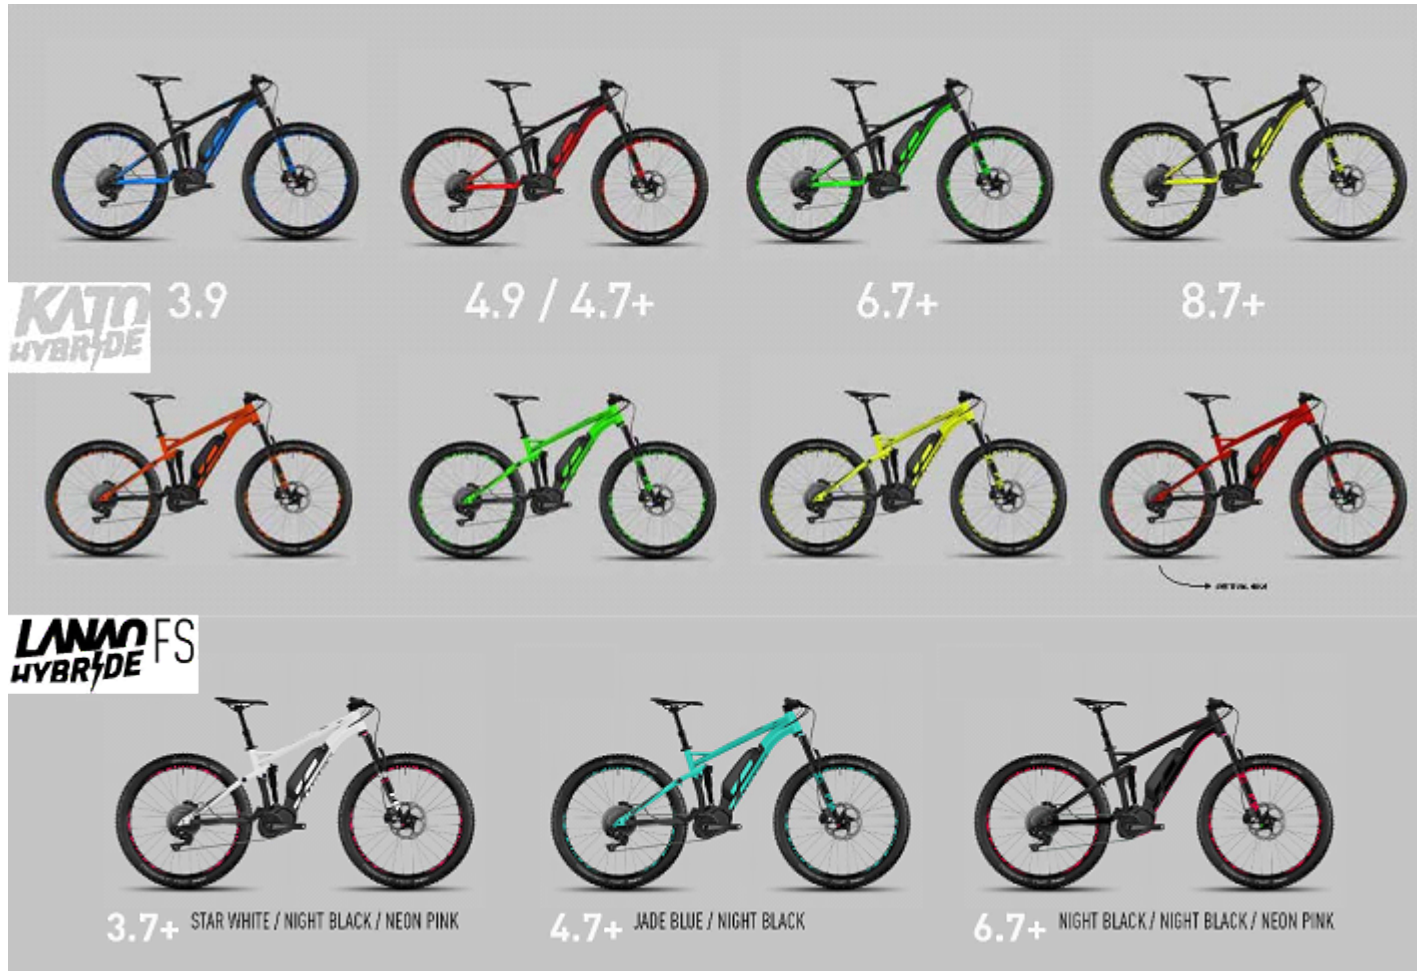 KATO
HYBRIDE
3.9
4.9 / 4.7+
6.7+
8.7+
LANAO FS
HYBRIDE
3.7+ STAR WHITE / NIGHT BLACK / NEON PINK
4.7+ JADE BLUE / NIGHT BLACK
6.7+ NIGHT BLACK / NIGHT BLACK / NEON PINK